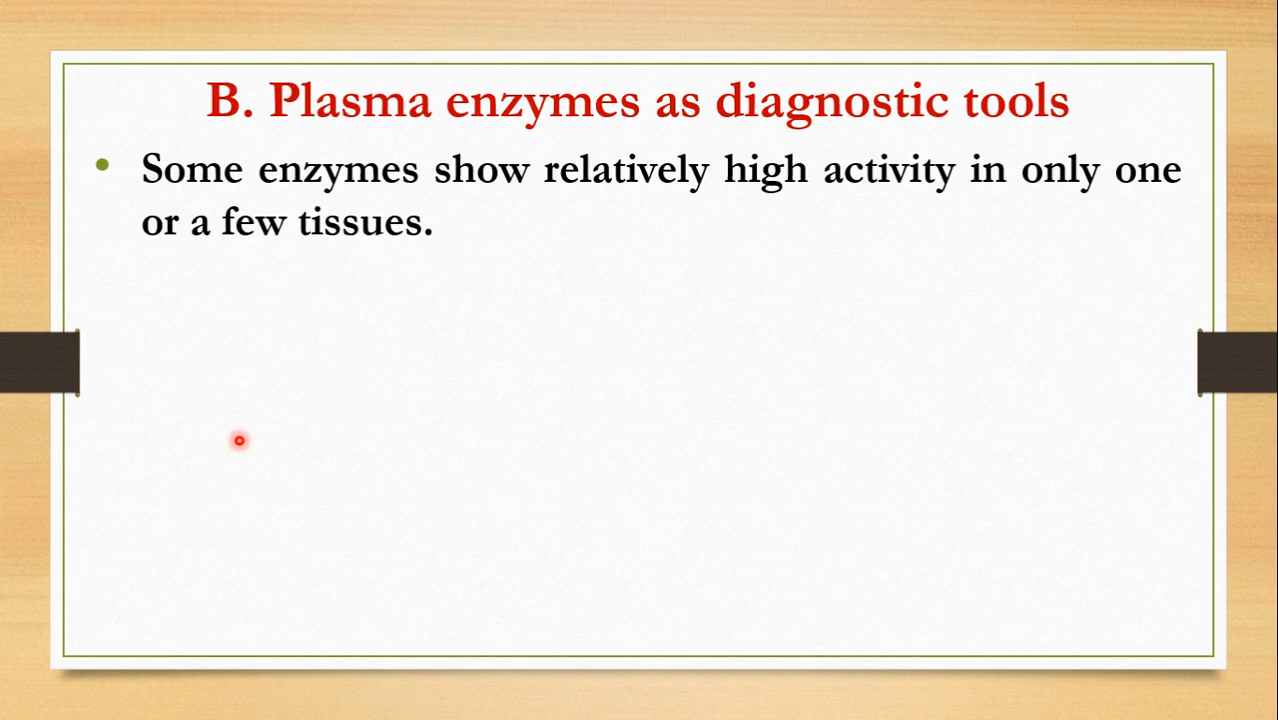 B. Plasma enzymes as diagnostic tools
• Some enzymes show relatively high activity in only one
or a few tissues.